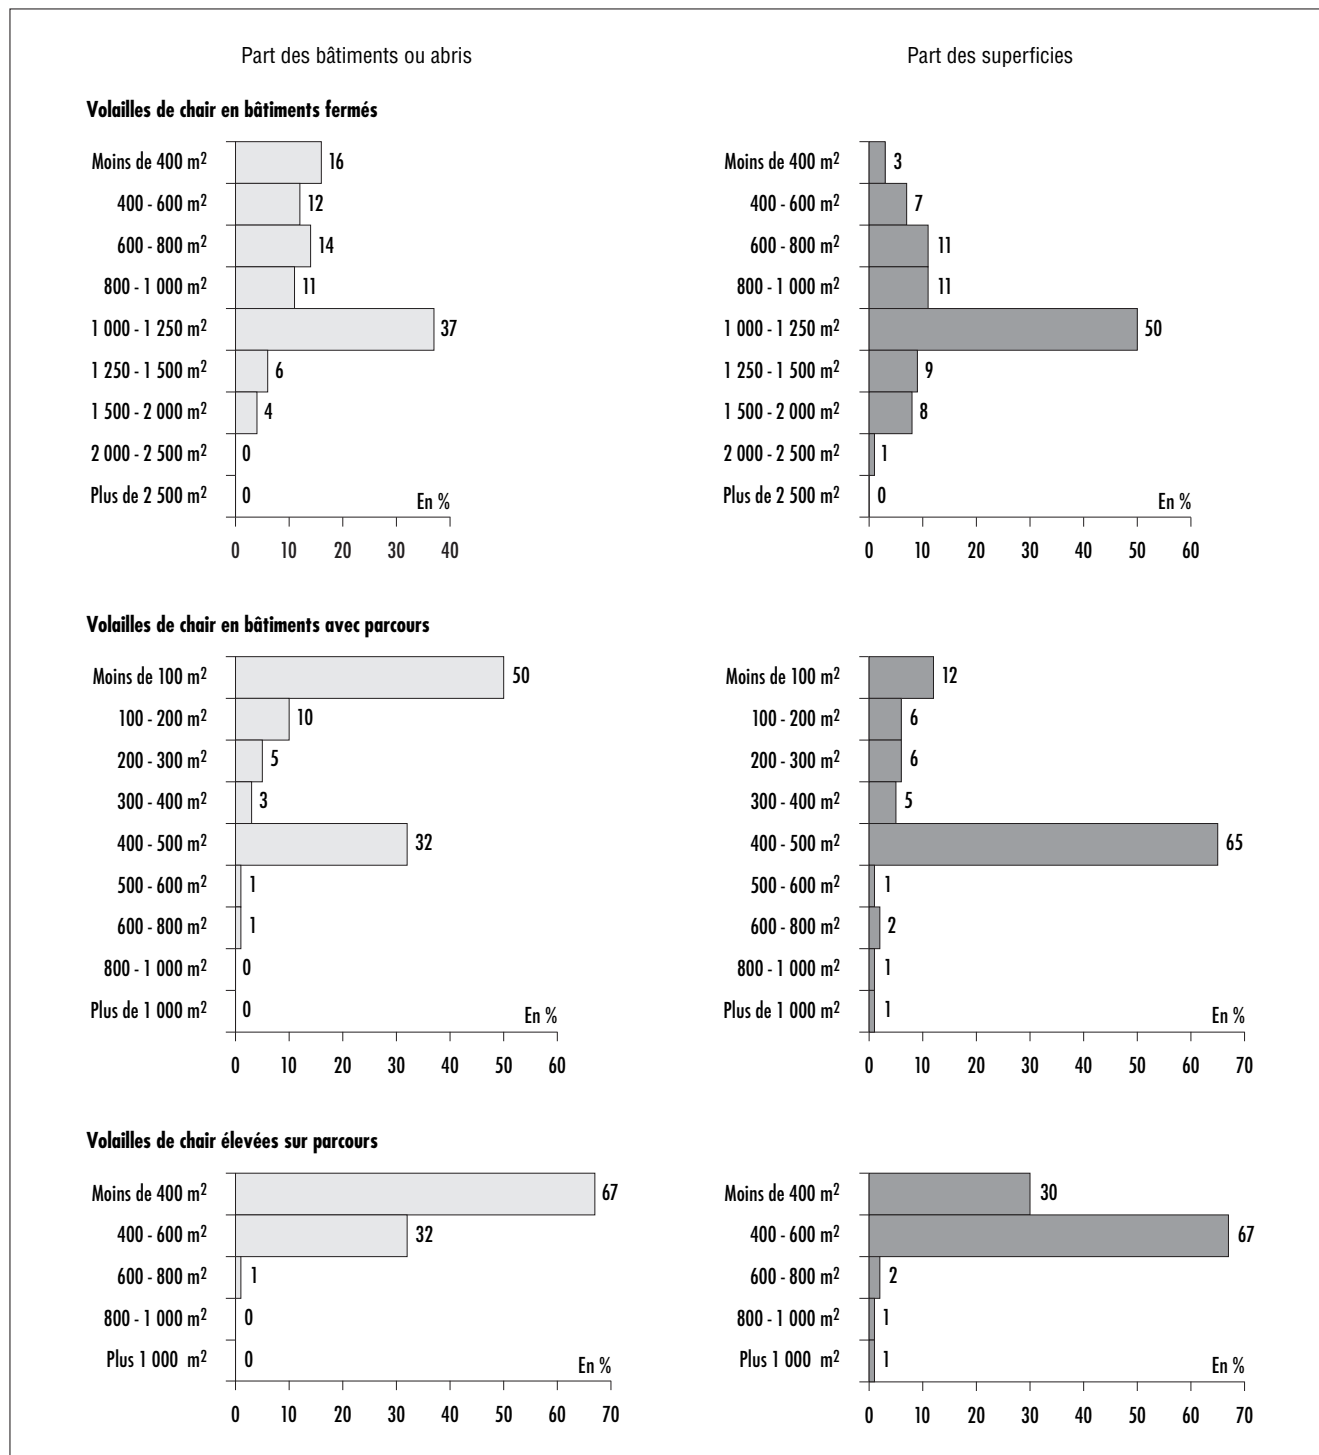 Part des bâtiments ou abris
Part des superficies
Volailles de chair en bâtiments fermés
Moins de 400 m² 16
400 - 600 m² 12
600 - 800 m² 14
800 - 1 000 m² 11
1 000 - 1 250 m² 37
1 250 - 1 500 m² 6
1 500 - 2 000 m² 4
2 000 - 2 500 m² 0
Plus de 2 500 m² 0
En %
0 10 20 30 40
Moins de 400 m² 3
400 - 600 m² 7
600 - 800 m² 11
800 - 1 000 m² 11
1 000 - 1 250 m² 50
1 250 - 1 500 m² 9
1 500 - 2 000 m² 8
2 000 - 2 500 m² 1
Plus de 2 500 m² 0
En %
0 10 20 30 40 50 60
Volailles de chair en bâtiments avec parcours
Moins de 100 m² 50
100 - 200 m² 10
200 - 300 m² 5
300 - 400 m² 3
400 - 500 m² 32
500 - 600 m² 1
600 - 800 m² 1
800 - 1 000 m² 0
Plus de 1 000 m² 0
En %
0 10 20 30 40 50 60
Moins de 100 m² 12
100 - 200 m² 6
200 - 300 m² 6
300 - 400 m² 5
400 - 500 m² 65
500 - 600 m² 1
600 - 800 m² 2
800 - 1 000 m² 1
Plus de 1 000 m² 1
En %
0 10 20 30 40 50 60 70
Volailles de chair élevées sur parcours
Moins de 400 m² 67
400 - 600 m² 32
600 - 800 m² 1
800 - 1 000 m² 0
Plus 1 000 m² 0
En %
0 10 20 30 40 50 60 70
Moins de 400 m² 30
400 - 600 m² 67
600 - 800 m² 2
800 - 1 000 m² 1
Plus 1 000 m² 1
En %
0 10 20 30 40 50 60 70